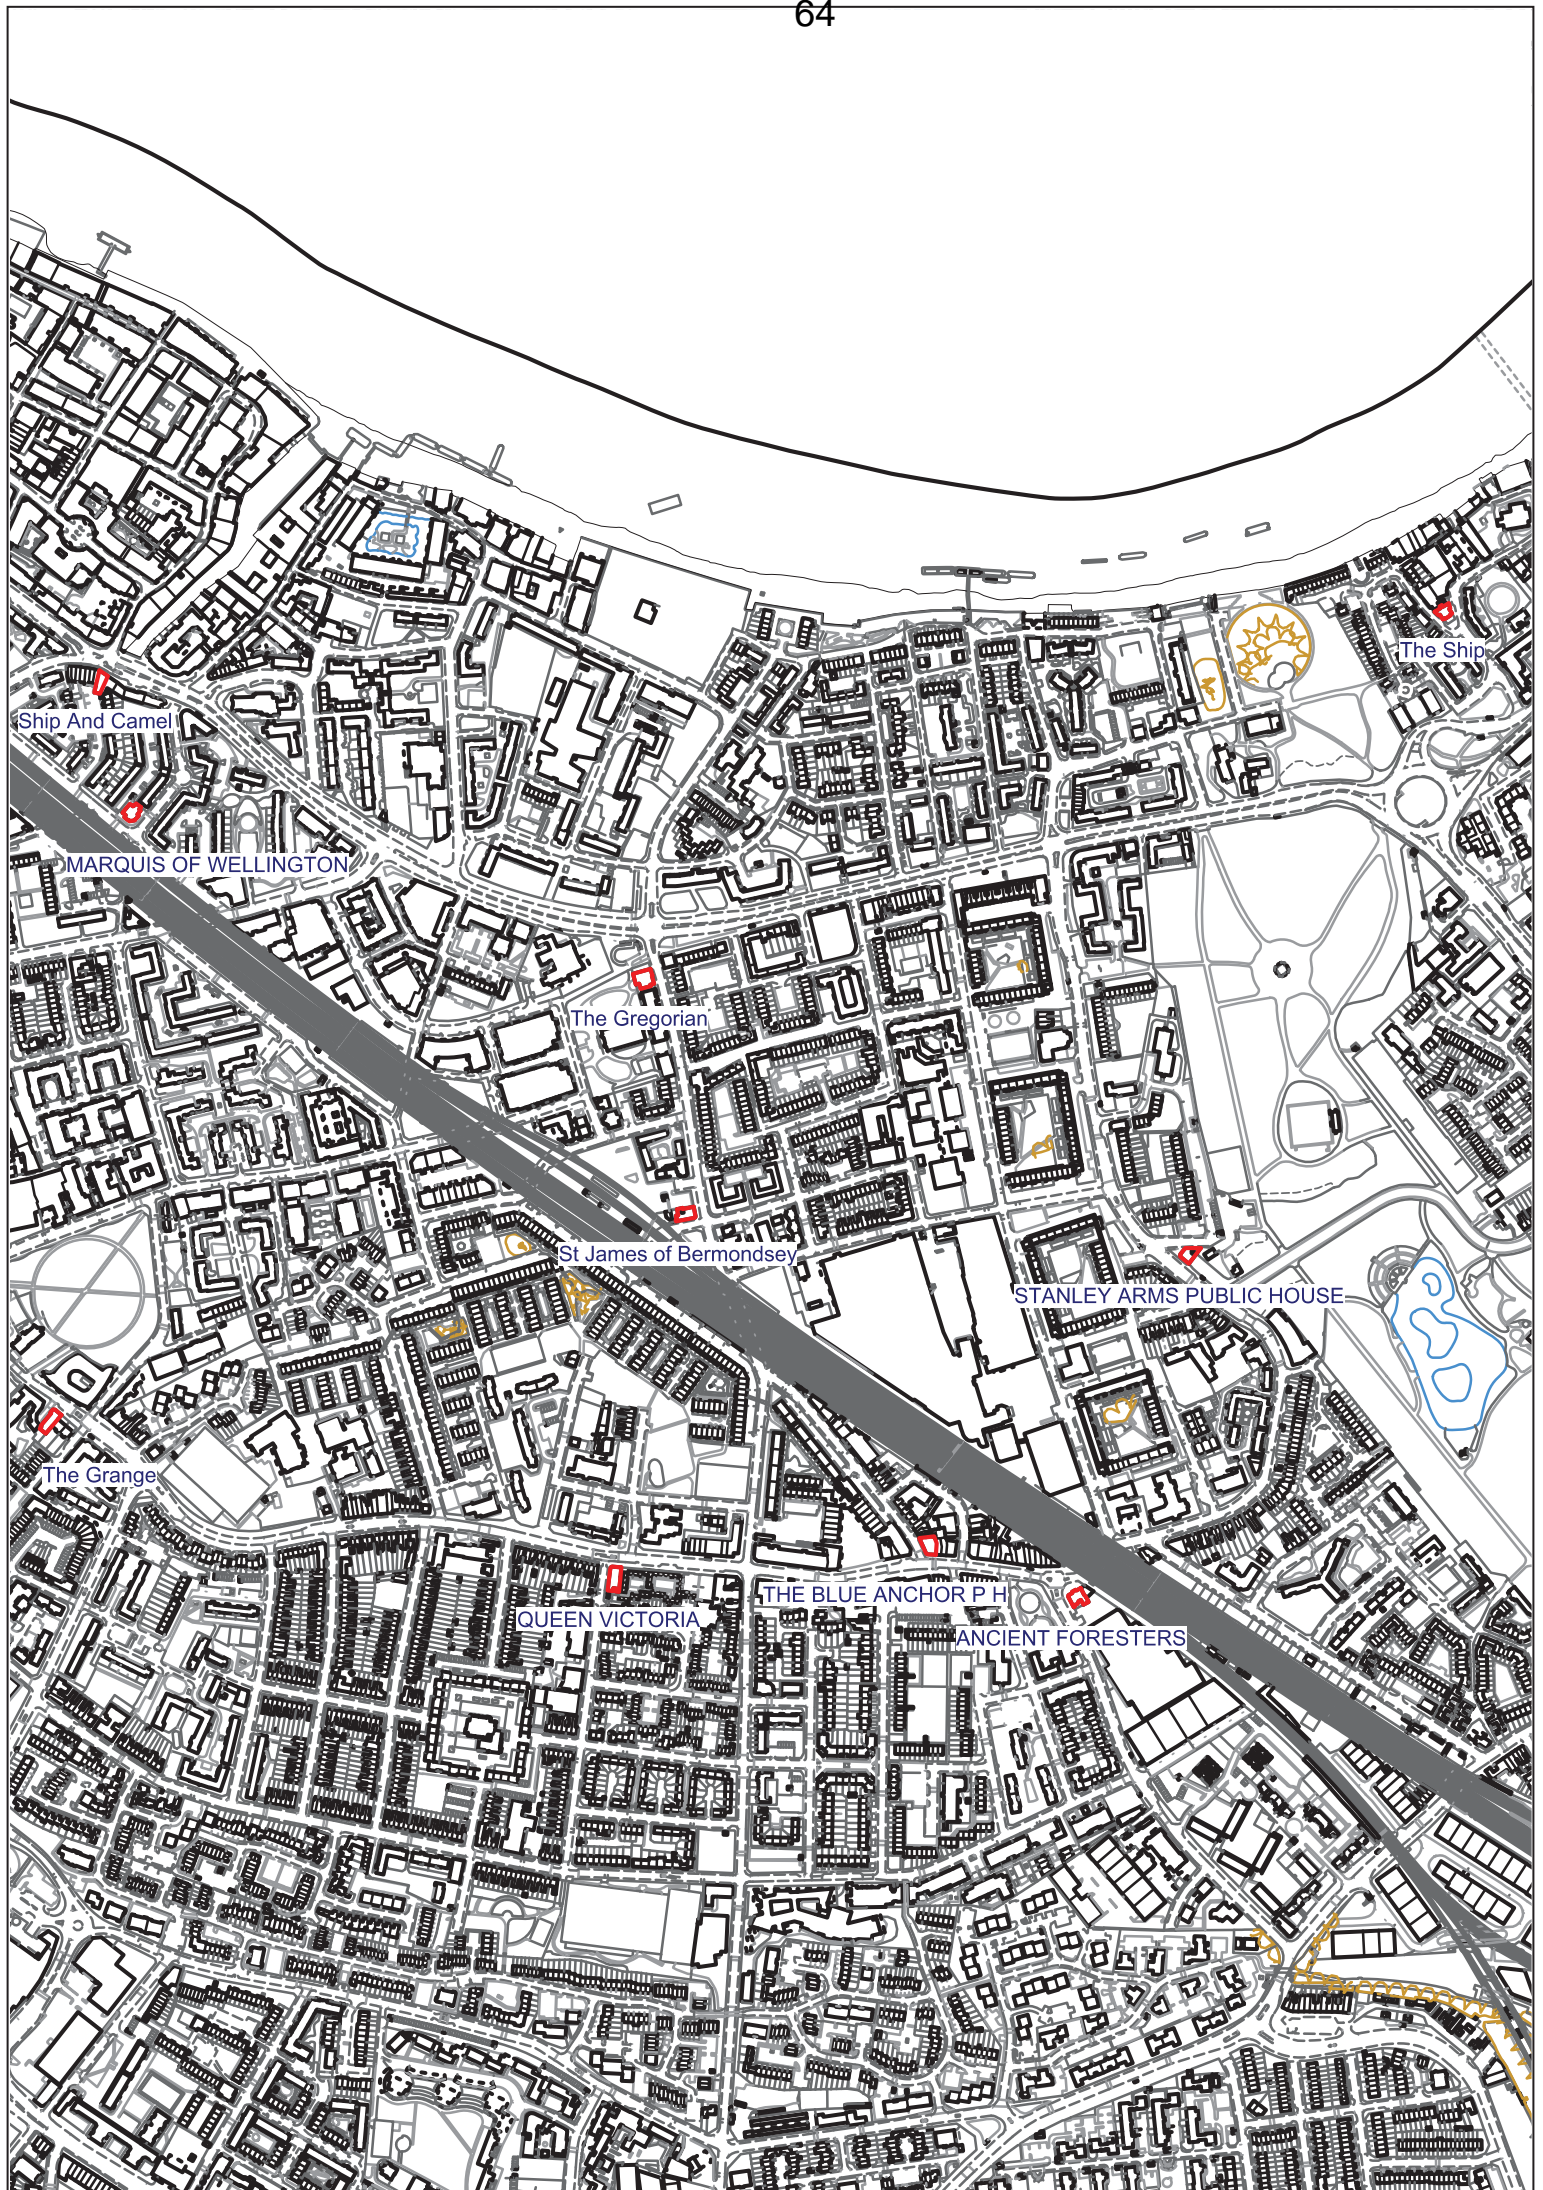 64
The Ship
Ship And Camel
MARQUIS OF WELLINGTON
The Gregorian
St James of Bermondsey
STANLEY ARMS PUBLIC HOUSE
The Grange
THE BLUE ANCHOR P H
QUEEN VICTORIA
ANCIENT FORESTERS